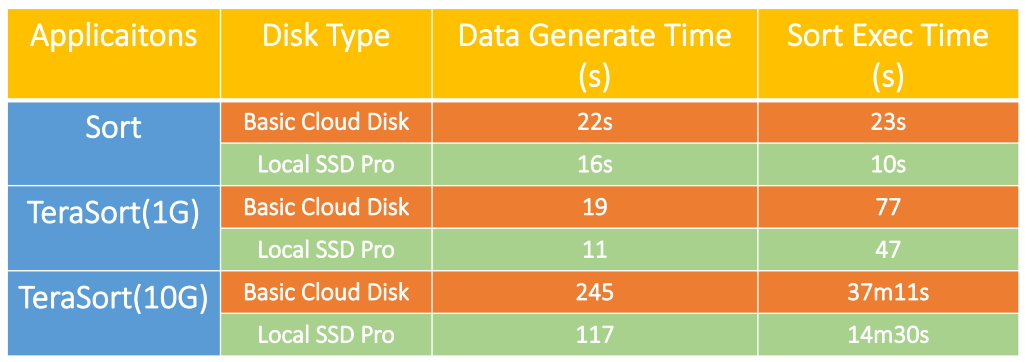 Applicaitons Disk Type Data Generate Time (s) Sort Exec Time (s)
Sort Basic Cloud Disk 22s 23s
Local SSD Pro 16s 10s
TeraSort(1G) Basic Cloud Disk 19 77
Local SSD Pro 11 47
TeraSort(10G) Basic Cloud Disk 245 37m11s
Local SSD Pro 117 14m30s